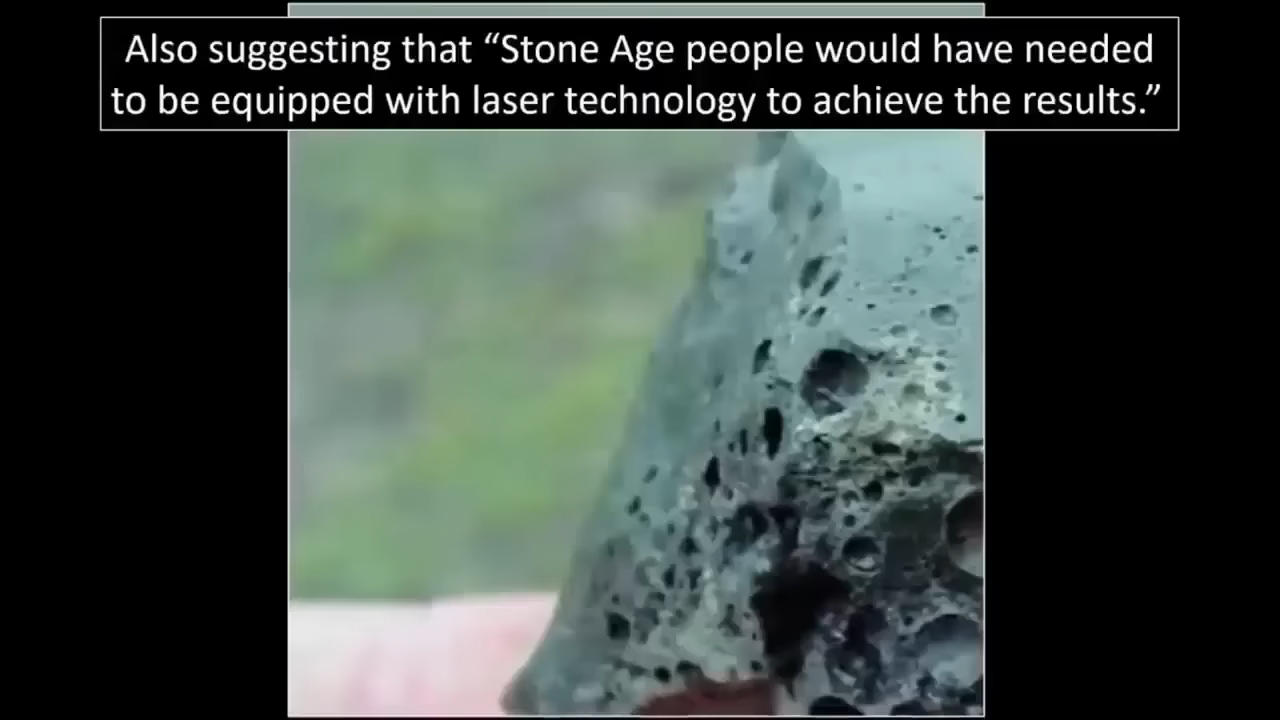 Also suggesting that “Stone Age people would have needed
to be equipped with laser technology to achieve the results.”